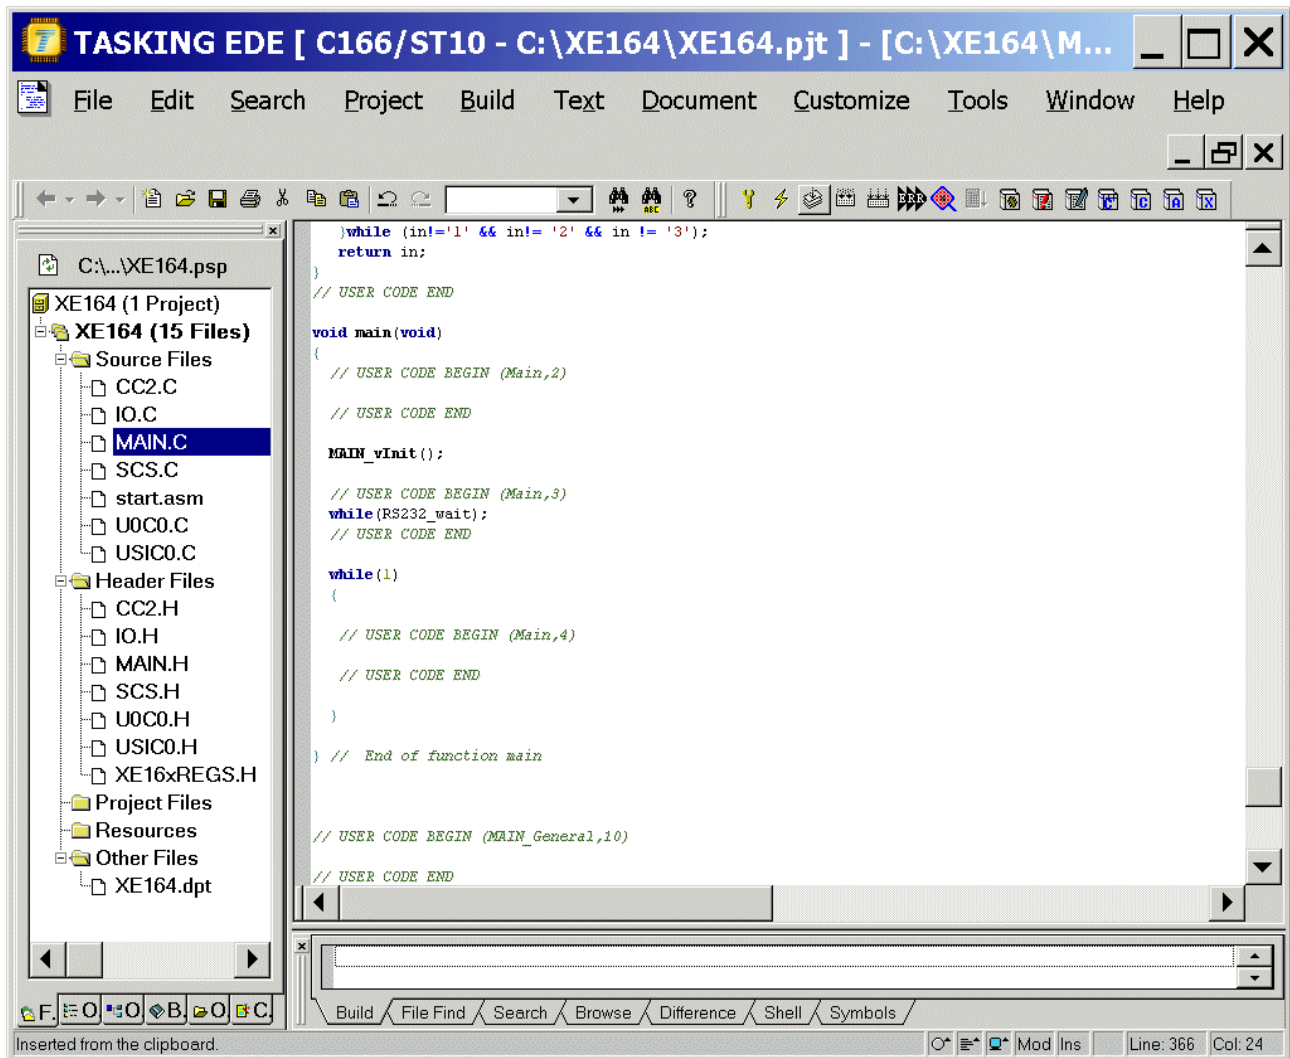 TASKING EDE [ C166/ST10 - C:\XE164\XE164.pjt ] - [C:\XE164\M...
File Edit Search Project Build Text Document Customize Tools Window Help
ABC ERR
C:\...\XE164.psp
XE164 (1 Project)
XE164 (15 Files)
Source Files
CC2.C
IO.C
MAIN.C
SCS.C
start.asm
U0C0.C
USIC0.C
Header Files
CC2.H
IO.H
MAIN.H
SCS.H
U0C0.H
USIC0.H
XE16xREGS.H
Project Files
Resources
Other Files
XE164.dpt
F. O O B, O C,
}while (in!='1' && in!= '2' && in != '3');
return in;
}
// USER CODE END
void main(void)
{
// USER CODE BEGIN (Main,2)
// USER CODE END
MAIN_vInit();
// USER CODE BEGIN (Main,3)
while(RS232_wait);
// USER CODE END
while(1)
{
// USER CODE BEGIN (Main,4)
// USER CODE END
}
} //  End of function main
// USER CODE BEGIN (MAIN_General,10)
// USER CODE END
Build File Find Search Browse Difference Shell Symbols
Inserted from the clipboard. Mod Ins Line: 366 Col: 24